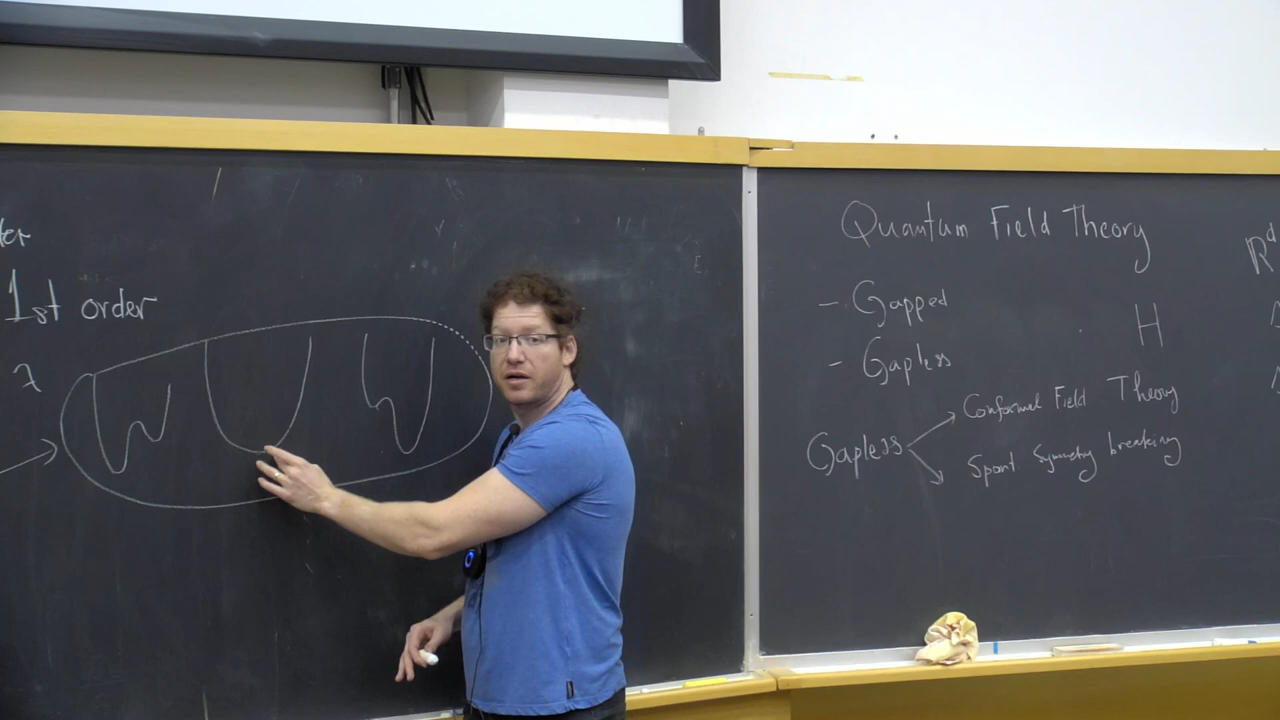 1st order
λ
Quantum Field Theory
- Gapped
H
- Gapless
Gapless
Conformal Field Theory
Spont Symmetry breaking
R^d